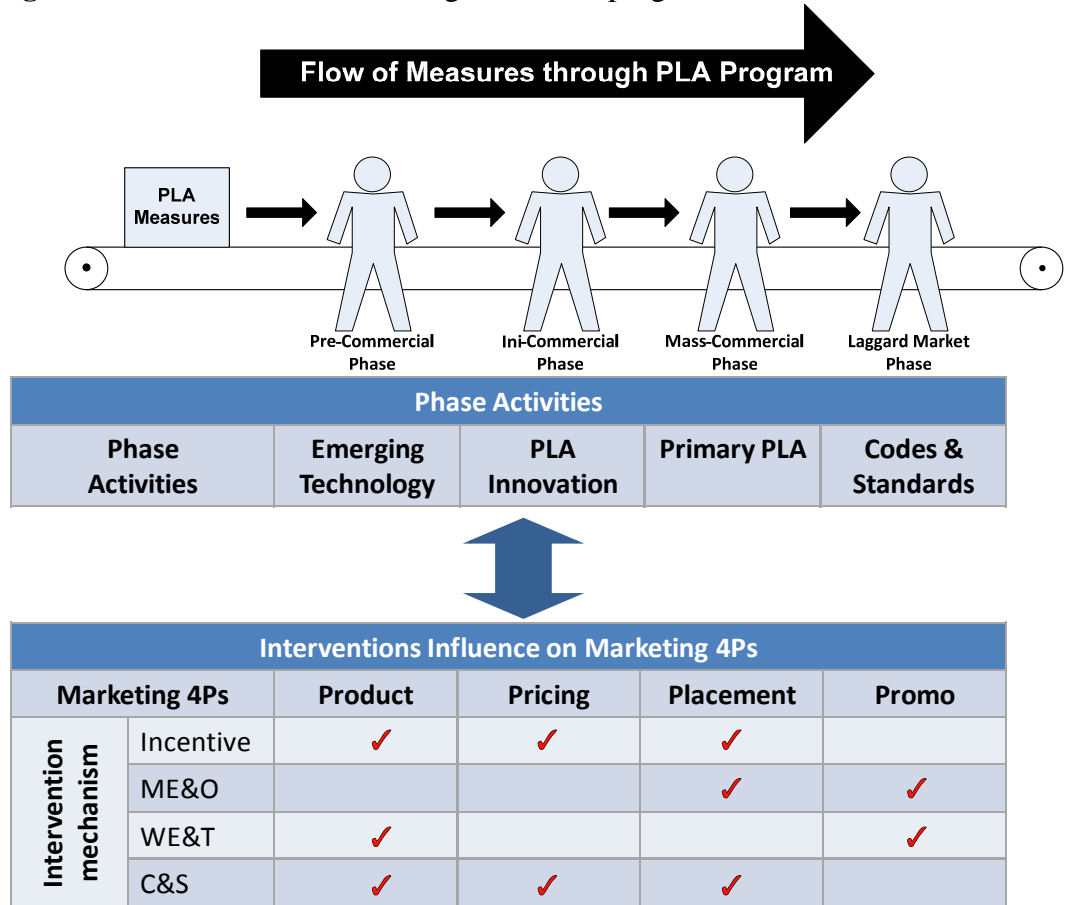 Flow of Measures through PLA Program
PLA
Measures
Pre-Commercial
Phase
Ini-Commercial
Phase
Mass-Commercial
Phase
Laggard Market
Phase
Phase Activities
Phase
Activities
Emerging
Technology
PLA
Innovation
Primary PLA
Codes &
Standards
Interventions Influence on Marketing 4Ps
Marketing 4Ps
Product
Pricing
Placement
Promo
Intervention
mechanism
Incentive ✓ ✓ ✓
ME&O ✓ ✓
WE&T ✓ ✓
C&S ✓ ✓ ✓